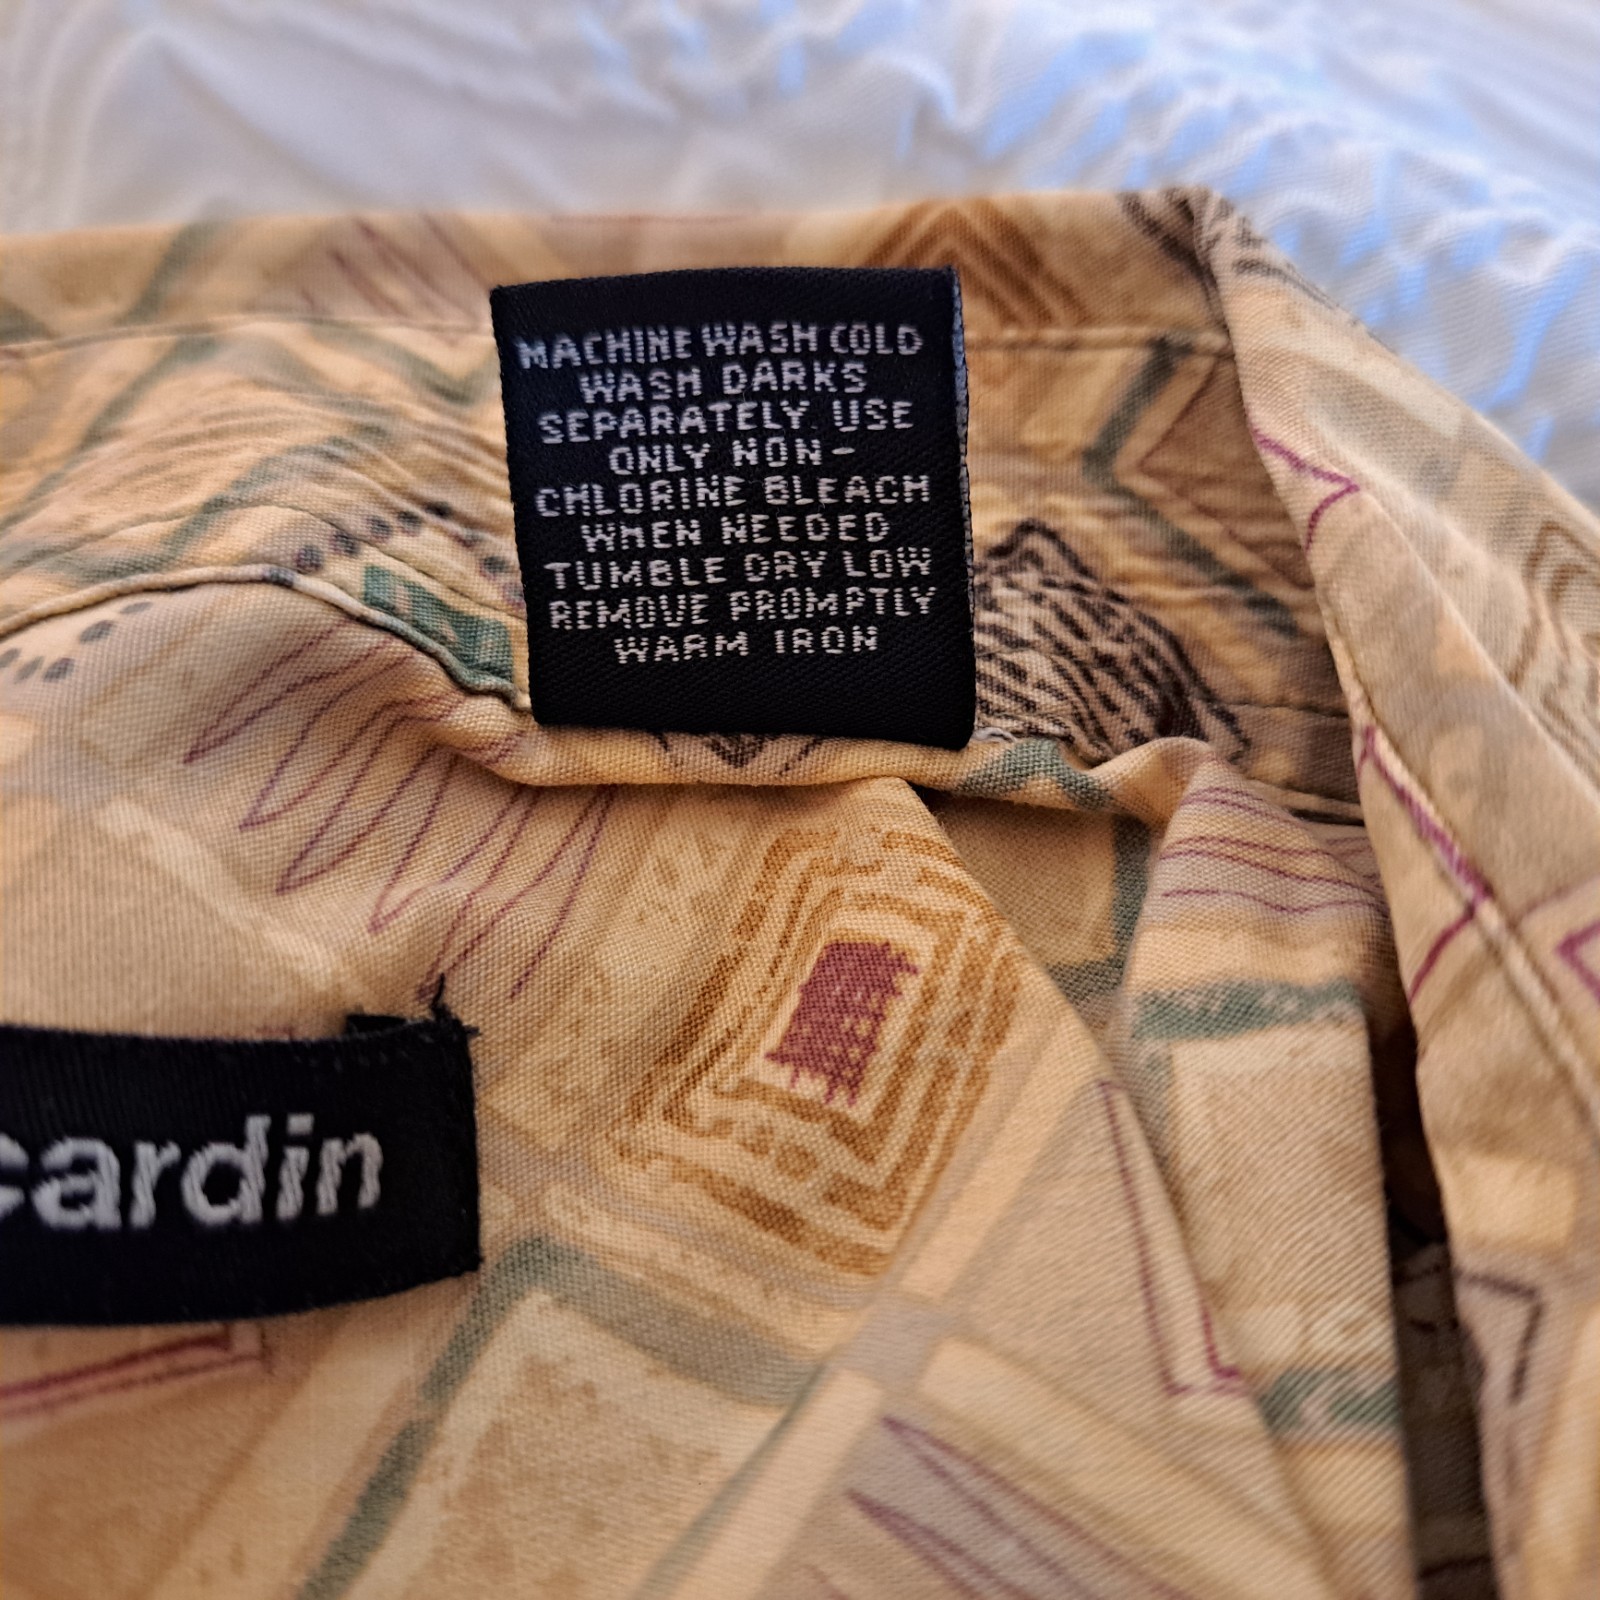 MACHINE WASH COLD
WASH DARKS
SEPARATELY. USE
ONLY NON-
CHLORINE BLEACH
WHEN NEEDED
TUMBLE DRY LOW
REMOVE PROMPTLY
WARM IRON
cardin